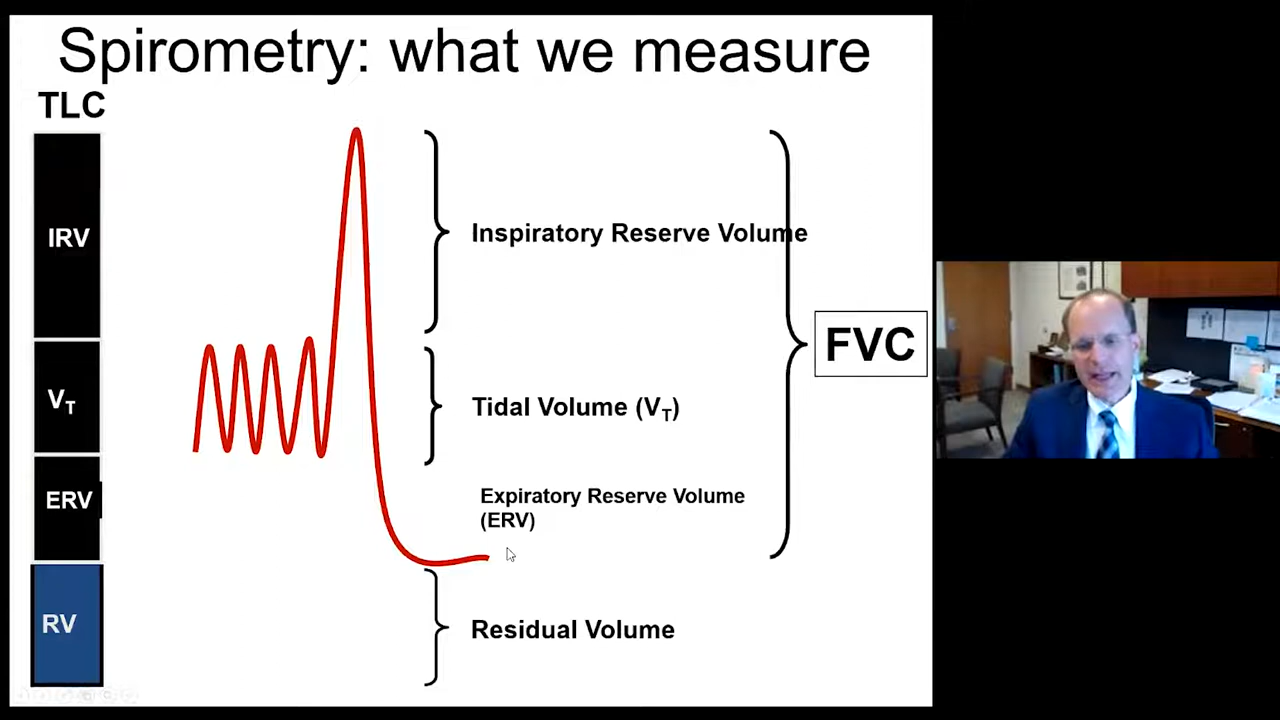 Spirometry: what we measure
TLC
IRV
Inspiratory Reserve Volume
FVC
VT
Tidal Volume (VT)
ERV
Expiratory Reserve Volume
(ERV)
RV
Residual Volume